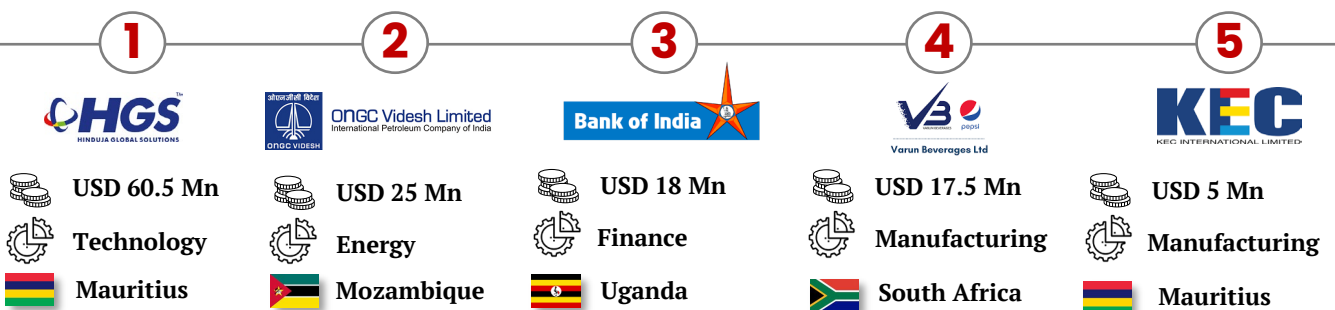 1
2
3
4
5
HGS™
HINDUJA GLOBAL SOLUTIONS
ओएनजीसी विदेश
ONGC VIDESH
ONGC Videsh Limited
International Petroleum Company of India
Bank of India
VB
VARUN BEVERAGES
pepsi
Varun Beverages Ltd
KEC
KEC INTERNATIONAL LIMITED
USD 60.5 Mn
USD 25 Mn
USD 18 Mn
USD 17.5 Mn
USD 5 Mn
Technology
Energy
Finance
Manufacturing
Manufacturing
Mauritius
Mozambique
Uganda
South Africa
Mauritius